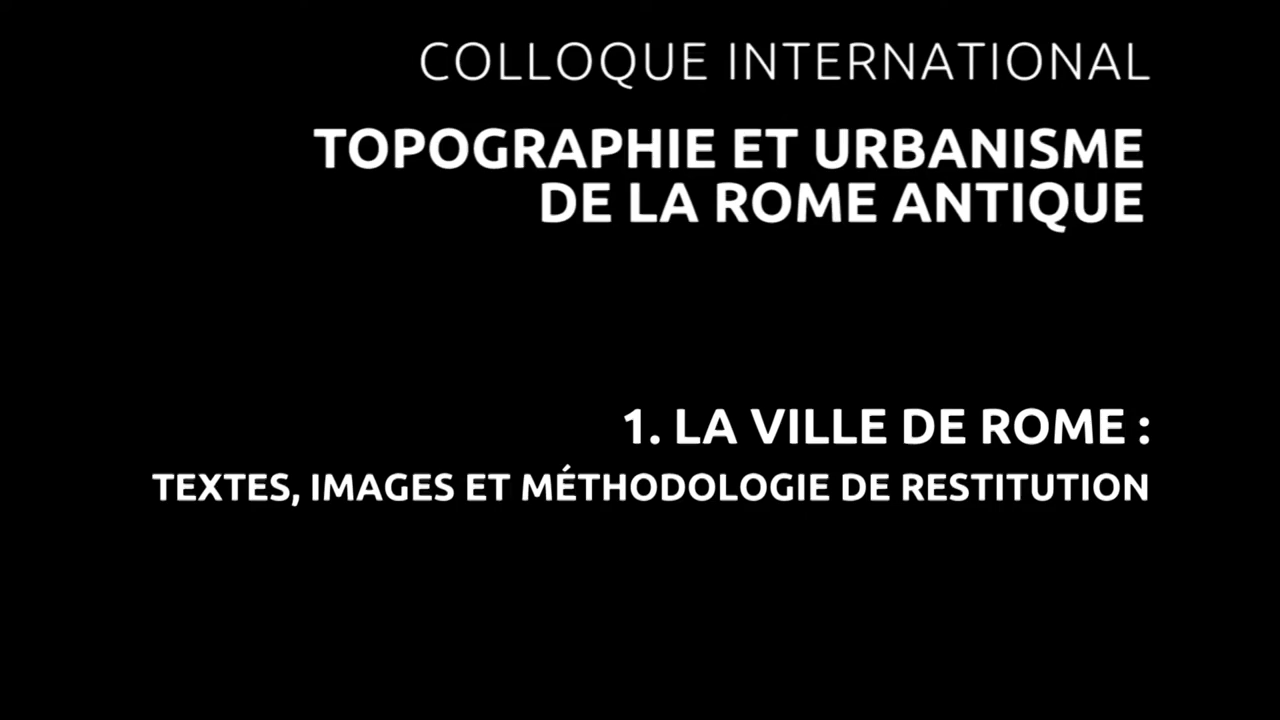 COLLOQUE INTERNATIONAL
TOPOGRAPHIE ET URBANISME
DE LA ROME ANTIQUE
1. LA VILLE DE ROME :
TEXTES, IMAGES ET MÉTHODOLOGIE DE RESTITUTION